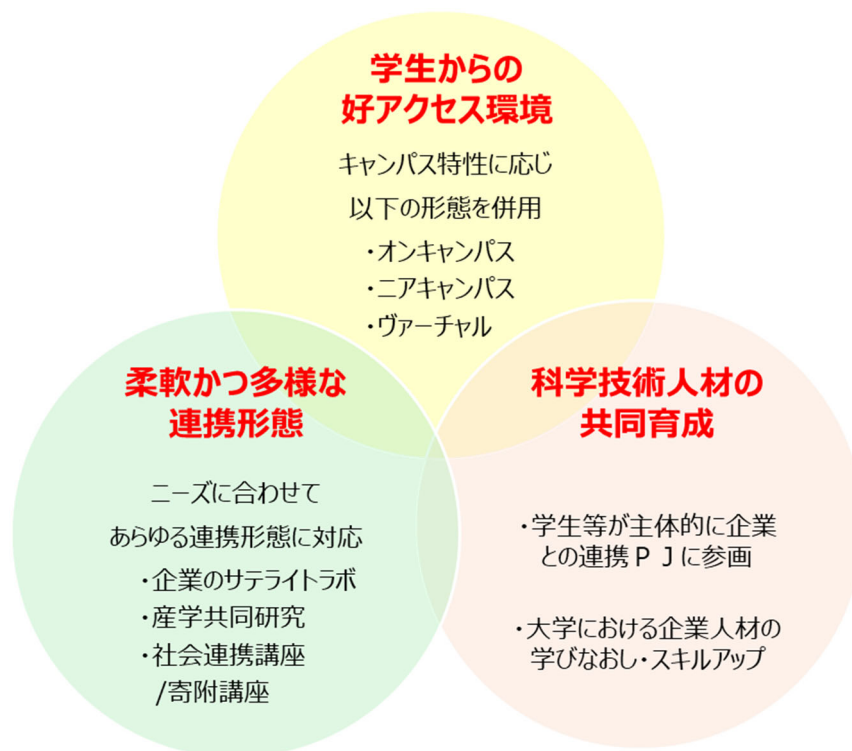 学生からの
好アクセス環境
キャンパス特性に応じ
以下の形態を併用
・オンキャンパス
・ニアキャンパス
・ヴァーチャル
柔軟かつ多様な
連携形態
ニーズに合わせて
あらゆる連携形態に対応
・企業のサテライトラボ
・産学共同研究
・社会連携講座
/寄附講座
科学技術人材の
共同育成
・学生等が主体的に企業
との連携ＰＪに参画
・大学における企業人材の
学びなおし・スキルアップ